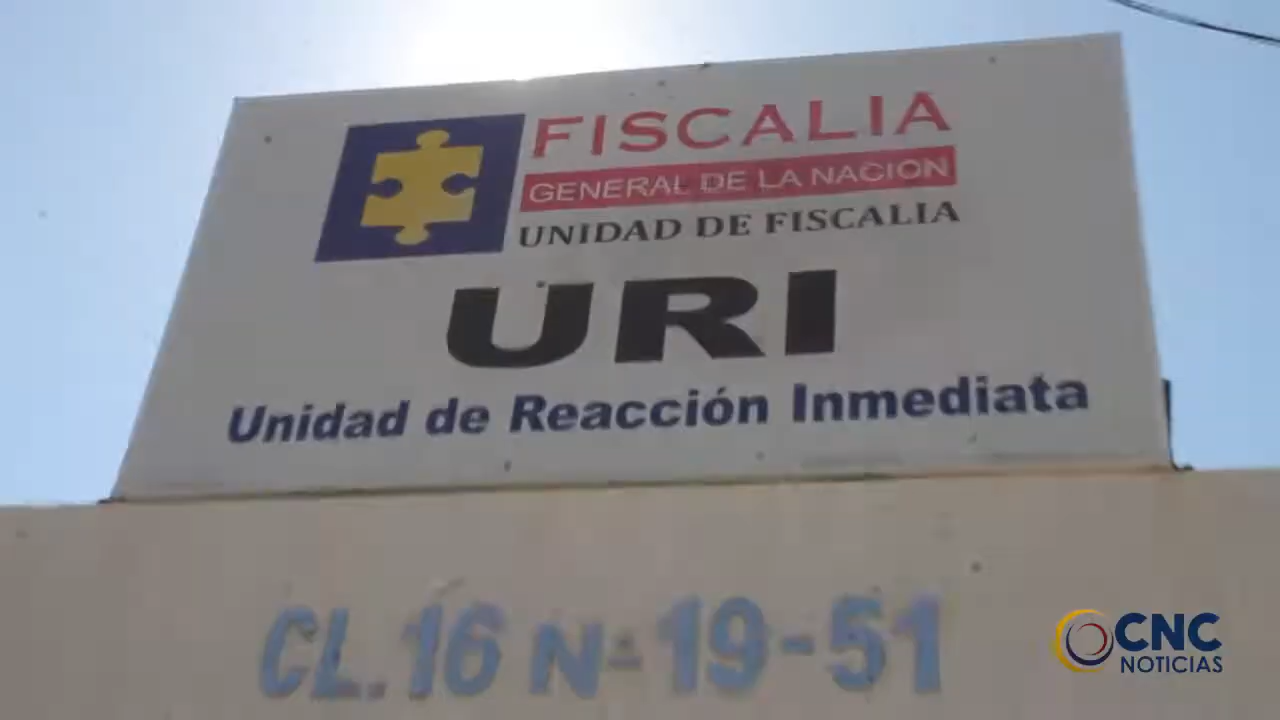 FISCALIA
GENERAL DE LA NACION
UNIDAD DE FISCALIA
URI
Unidad de Reacción Inmediata
CL. 16 N-19-51
CNC
NOTICIAS